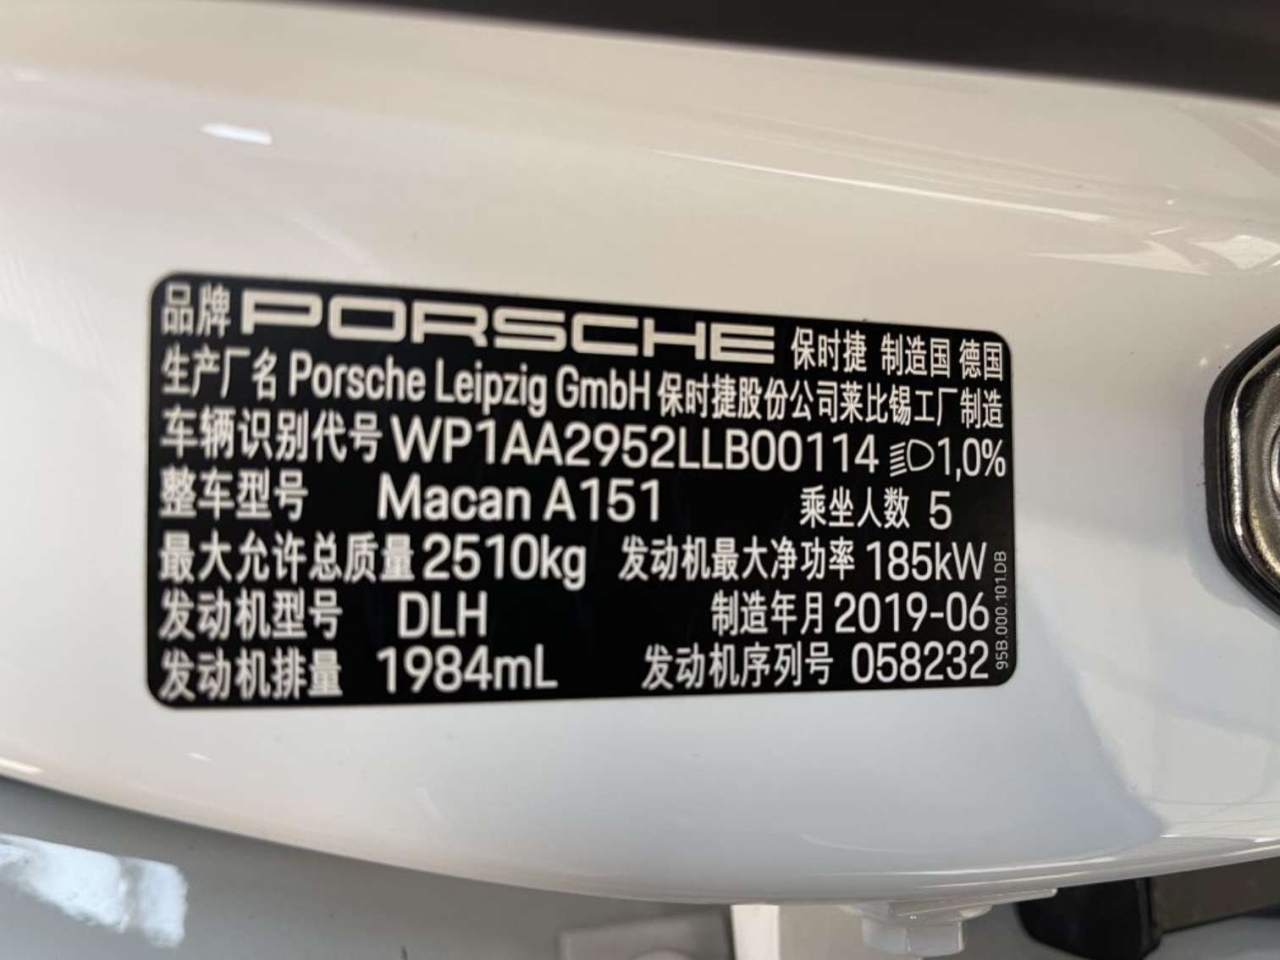 品牌 PORSCHE 保时捷 制造国 德国
生产厂名 Porsche Leipzig GmbH 保时捷股份公司莱比锡工厂制造
车辆识别代号 WP1AA2952LLB00114 1,0%
整车型号 Macan A151 乘坐人数 5
最大允许总质量 2510kg 发动机最大净功率 185kW
发动机型号 DLH 制造年月 2019-06
发动机排量 1984mL 发动机序列号 058232
95B.000.101.DB